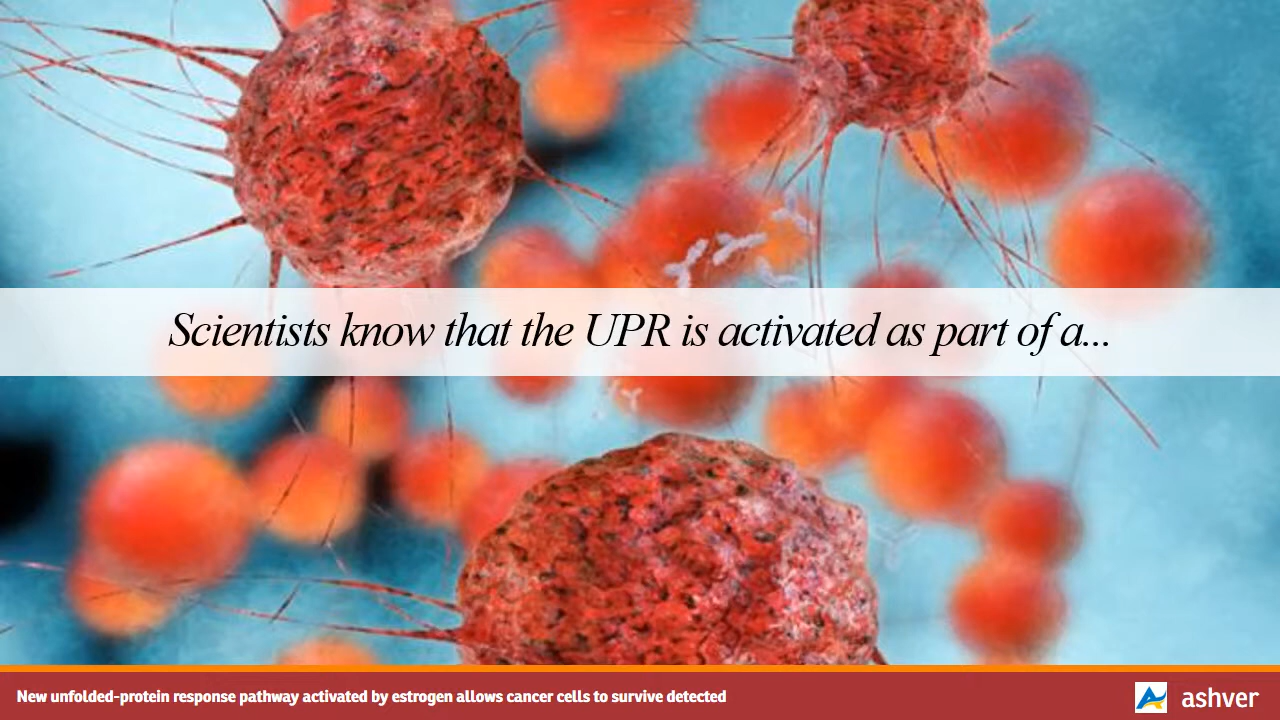 Scientists know that the UPR is activated as part of a...
New unfolded-protein response pathway activated by estrogen allows cancer cells to survive detected
ashver